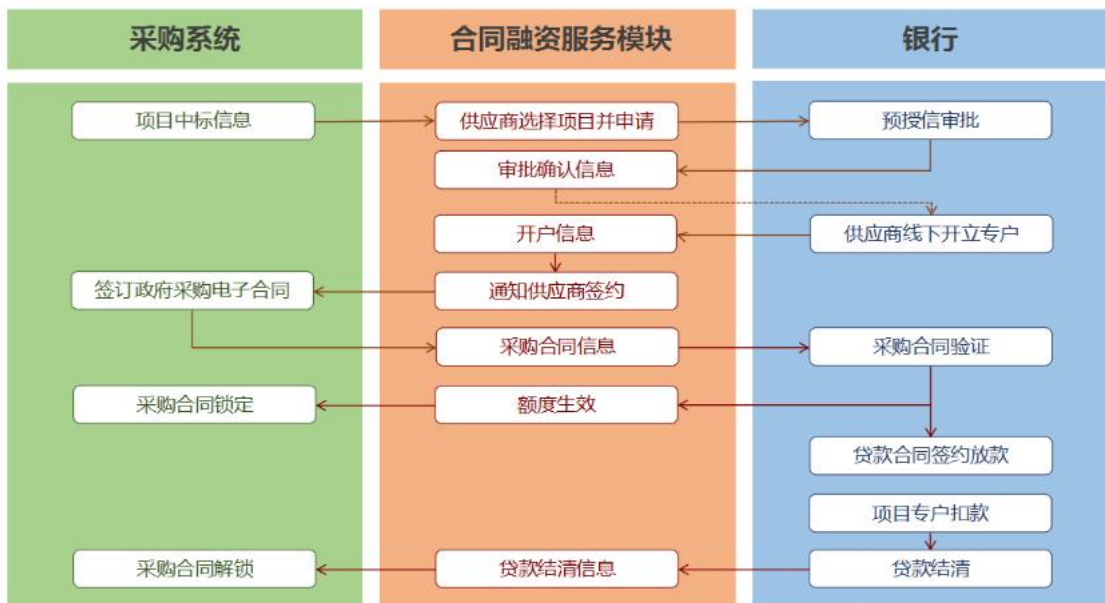 采购系统
合同融资服务模块
银行
项目中标信息
供应商选择项目并申请
预授信审批
审批确认信息
开户信息
供应商线下开立专户
签订政府采购电子合同
通知供应商签约
采购合同信息
采购合同验证
采购合同锁定
额度生效
贷款合同签约放款
项目专户扣款
采购合同解锁
贷款结清信息
贷款结清